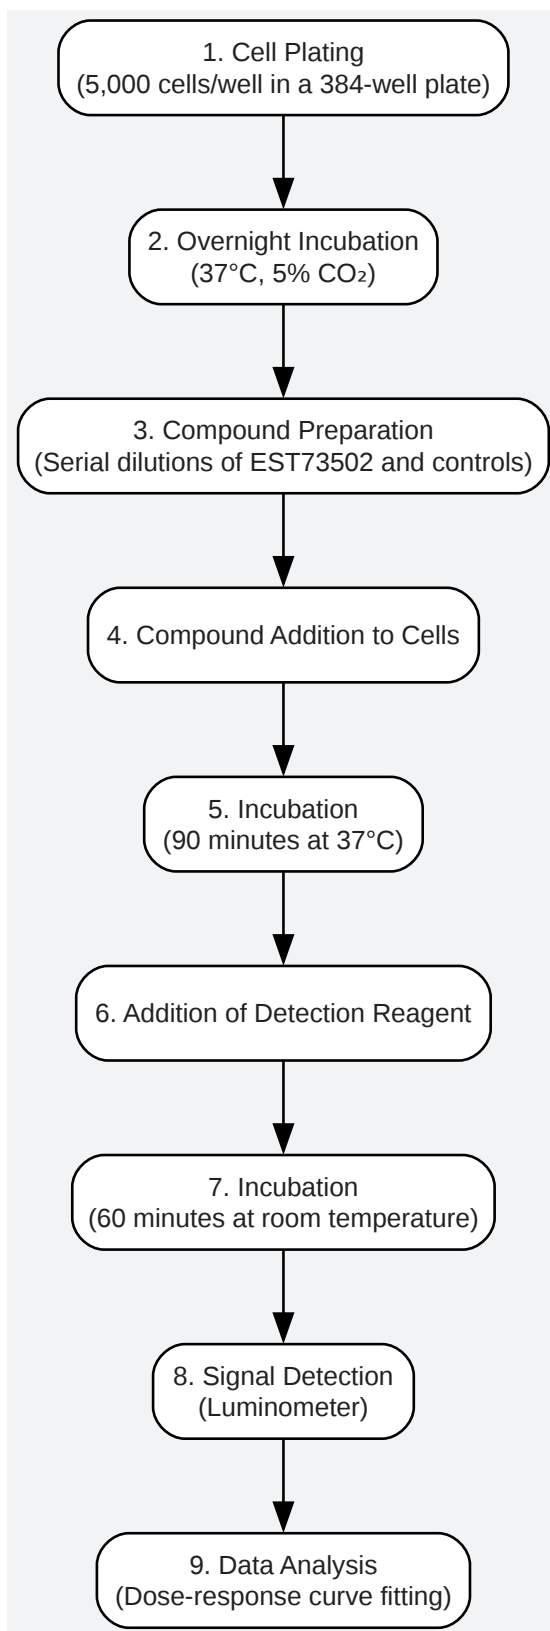 1. Cell Plating
(5,000 cells/well in a 384-well plate)
2. Overnight Incubation
(37°C, 5% CO₂)
3. Compound Preparation
(Serial dilutions of EST73502 and controls)
4. Compound Addition to Cells
5. Incubation
(90 minutes at 37°C)
6. Addition of Detection Reagent
7. Incubation
(60 minutes at room temperature)
8. Signal Detection
(Luminometer)
9. Data Analysis
(Dose-response curve fitting)